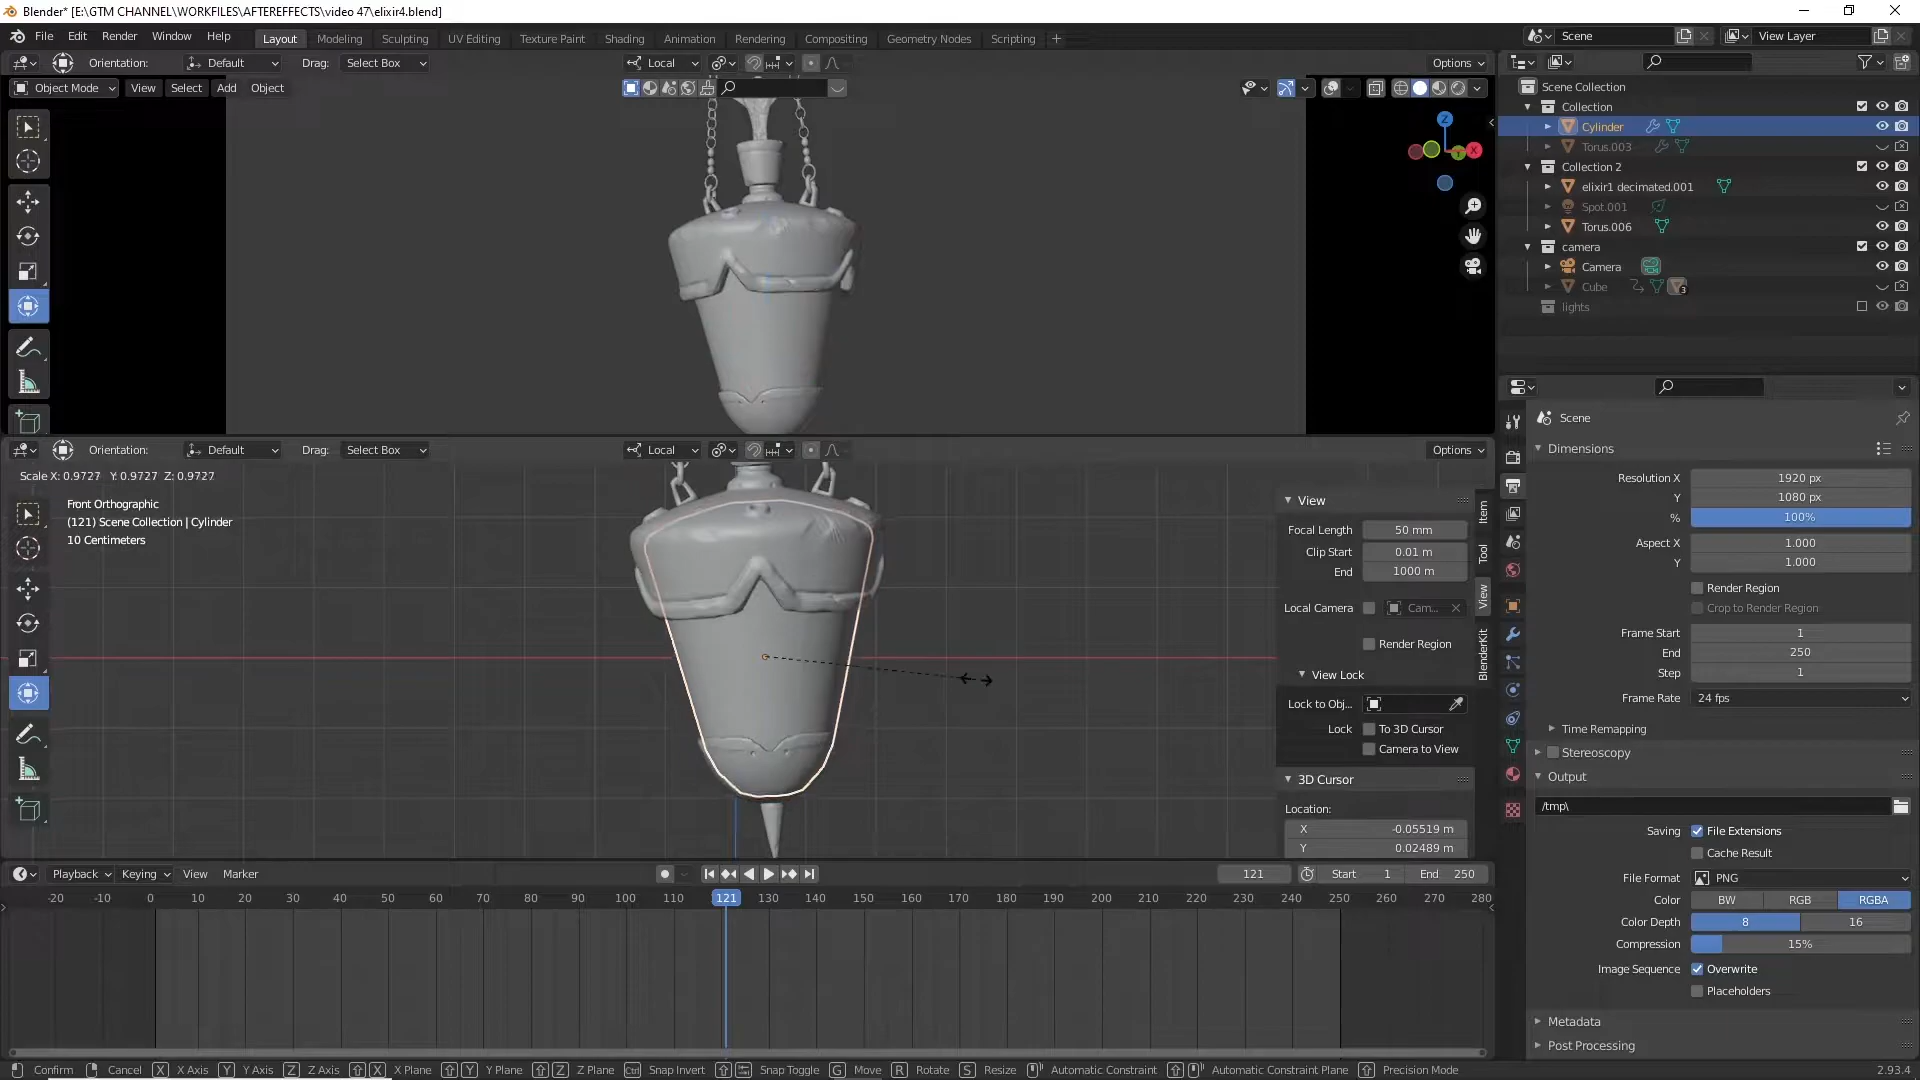 Blender* [E:\GTM CHANNEL\WORKFILES\AFTEREFFECTS\video 47\elixir4.blend]
File Edit Render Window Help Layout Modeling Sculpting UV Editing Texture Paint Shading Animation Rendering Compositing Geometry Nodes Scripting + Scene View Layer
Orientation: Default Drag: Select Box Local Options
Object Mode View Select Add Object
Scene Collection
Collection
Cylinder
Torus.003
Collection 2
elixir1 decimated.001
Spot.001
Torus.006
camera
Camera
Cube 3
lights
Z
X
Orientation: Default Drag: Select Box Local Options
Scale X: 0.9727 Y: 0.9727 Z: 0.9727
Front Orthographic
(121) Scene Collection | Cylinder
10 Centimeters
View
Focal Length 50 mm
Clip Start 0.01 m
End 1000 m
Local Camera Cam...
Render Region
View Lock
Lock to Obj...
Lock To 3D Cursor
Camera to View
3D Cursor
Location:
X -0.05519 m
Y 0.02489 m
Item
Tool
View
BlenderKit
Scene
Dimensions
Resolution X 1920 px
Y 1080 px
% 100%
Aspect X 1.000
Y 1.000
Render Region
Crop to Render Region
Frame Start 1
End 250
Step 1
Frame Rate 24 fps
Time Remapping
Stereoscopy
Output
/tmp\
Saving File Extensions
Cache Result
File Format PNG
Color BW RGB RGBA
Color Depth 8 16
Compression 15%
Image Sequence Overwrite
Placeholders
Metadata
Post Processing
Playback Keying View Marker 121 Start 1 End 250
-20 -10 0 10 20 30 40 50 60 70 80 90 100 110 121 130 140 150 160 170 180 190 200 210 220 230 240 250 260 270 280
Confirm Cancel X X Axis Y Y Axis Z Z Axis X X Plane Y Y Plane Z Z Plane Ctrl Snap Invert Snap Toggle G Move R Rotate S Resize Automatic Constraint Automatic Constraint Plane Precision Mode 2.93.4